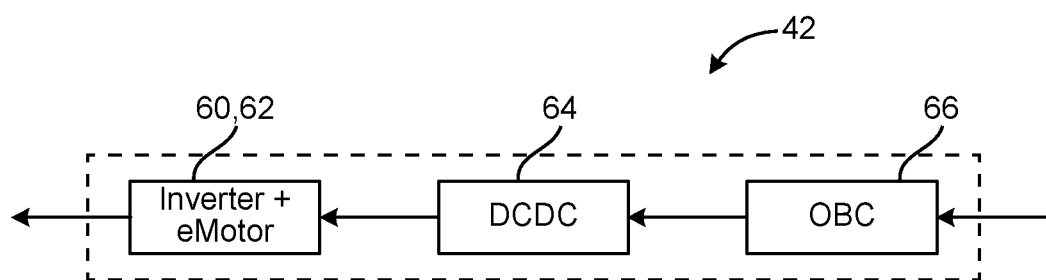 42
60,62
64
66
Inverter +
eMotor
DCDC
OBC